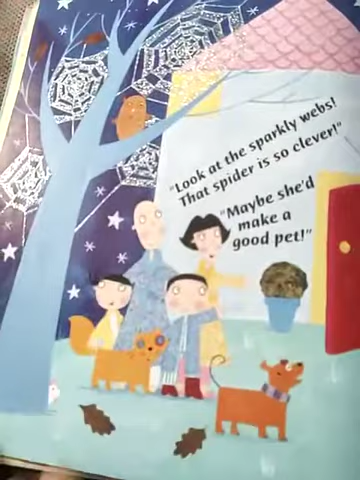 "Look at the sparkly webs!
That spider is so clever!"
"Maybe she'd
make a
good pet!"